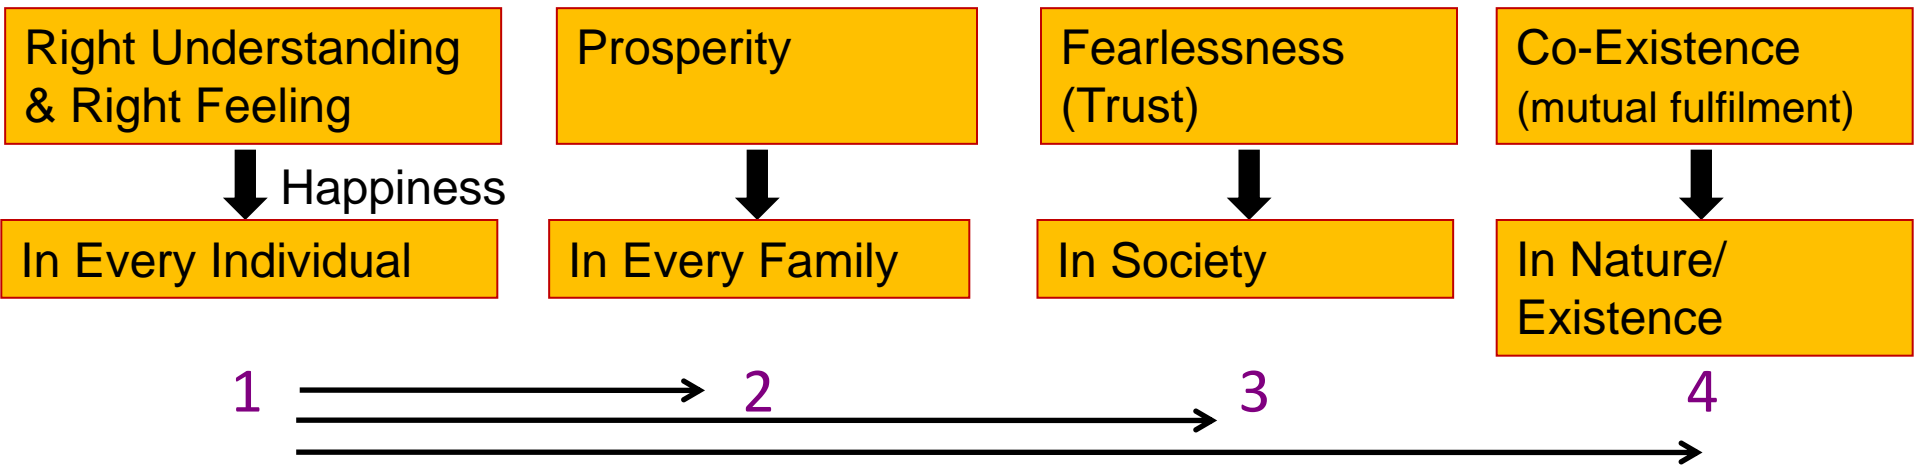 Right Understanding
& Right Feeling
Prosperity
Fearlessness
(Trust)
Co-Existence
(mutual fulfilment)
Happiness
In Every Individual
In Every Family
In Society
In Nature/
Existence
1
2
3
4